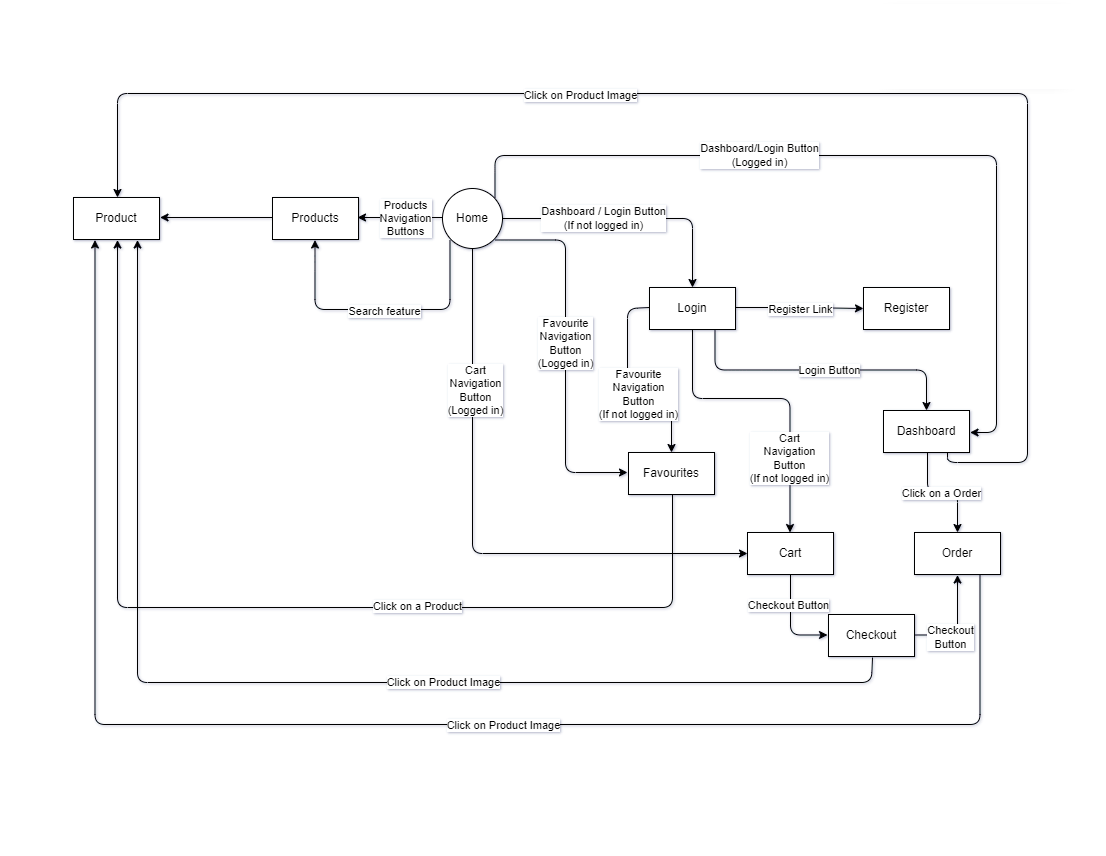 Click on Product Image
Dashboard/Login Button
(Logged in)
Product
Products
Products
Navigation
Buttons
Home
Dashboard / Login Button
(If not logged in)
Search feature
Login
Register Link
Register
Favourite
Navigation
Button
(Logged in)
Cart
Navigation
Button
(Logged in)
Favourite
Navigation
Button
(If not logged in)
Login Button
Dashboard
Cart
Navigation
Button
(If not logged in)
Favourites
Click on a Order
Cart
Order
Click on a Product
Checkout Button
Checkout
Checkout
Button
Click on Product Image
Click on Product Image